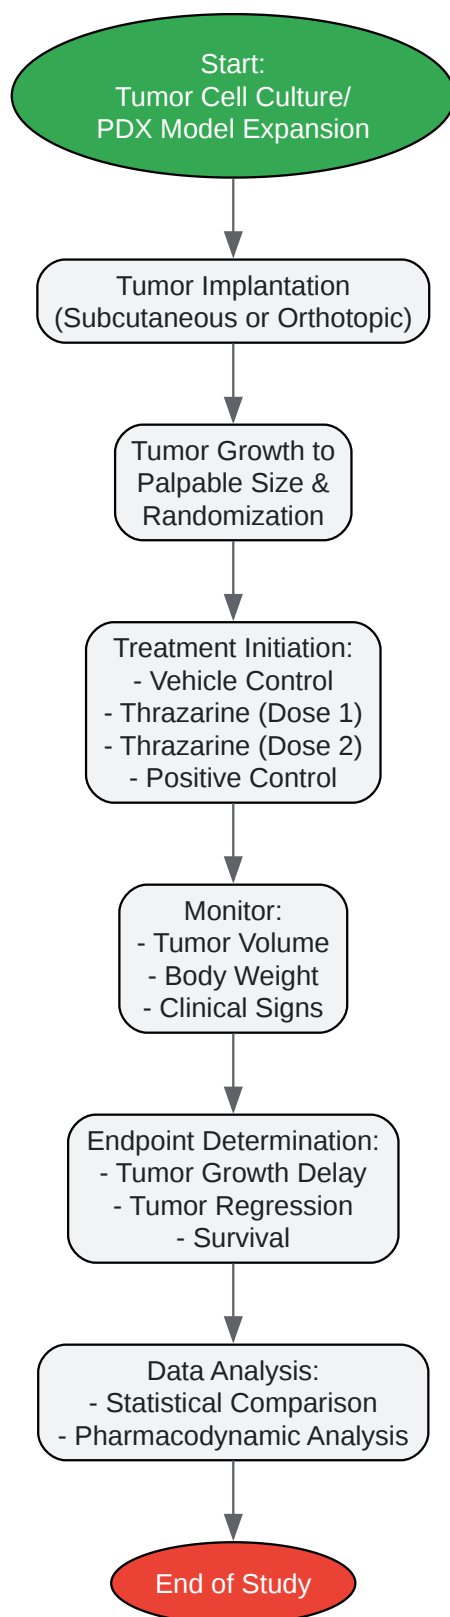 Start:
Tumor Cell Culture/
PDX Model Expansion
Tumor Implantation
(Subcutaneous or Orthotopic)
Tumor Growth to
Palpable Size &
Randomization
Treatment Initiation:
- Vehicle Control
- Thrazarine (Dose 1)
- Thrazarine (Dose 2)
- Positive Control
Monitor:
- Tumor Volume
- Body Weight
- Clinical Signs
Endpoint Determination:
- Tumor Growth Delay
- Tumor Regression
- Survival
Data Analysis:
- Statistical Comparison
- Pharmacodynamic Analysis
End of Study